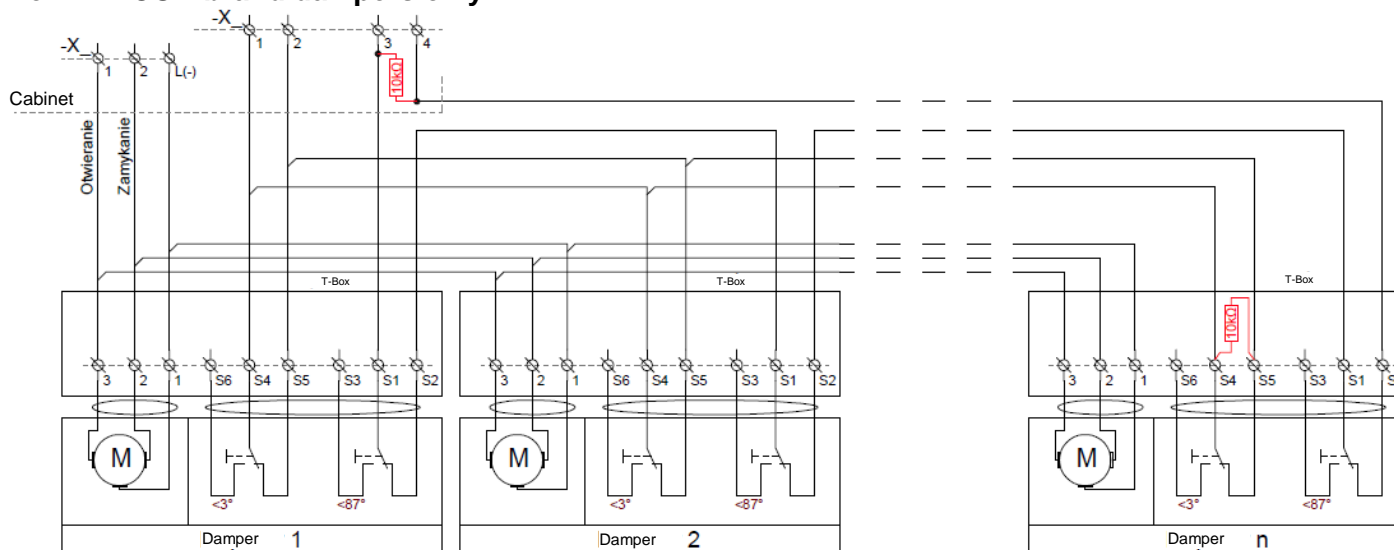 -X_
1
2
3
4
-X_
1
2
L(-)
10kΩ
Cabinet
Otwieranie
Zamykanie
T-Box
T-Box
T-Box
10kΩ
3
2
1
S6
S4
S5
S3
S1
S2
3
2
1
S6
S4
S5
S3
S1
S2
3
2
1
S6
S4
S5
S3
S1
M
<3°
<87°
M
<3°
<87°
M
<3°
<87°
Damper 1
Damper 2
Damper n